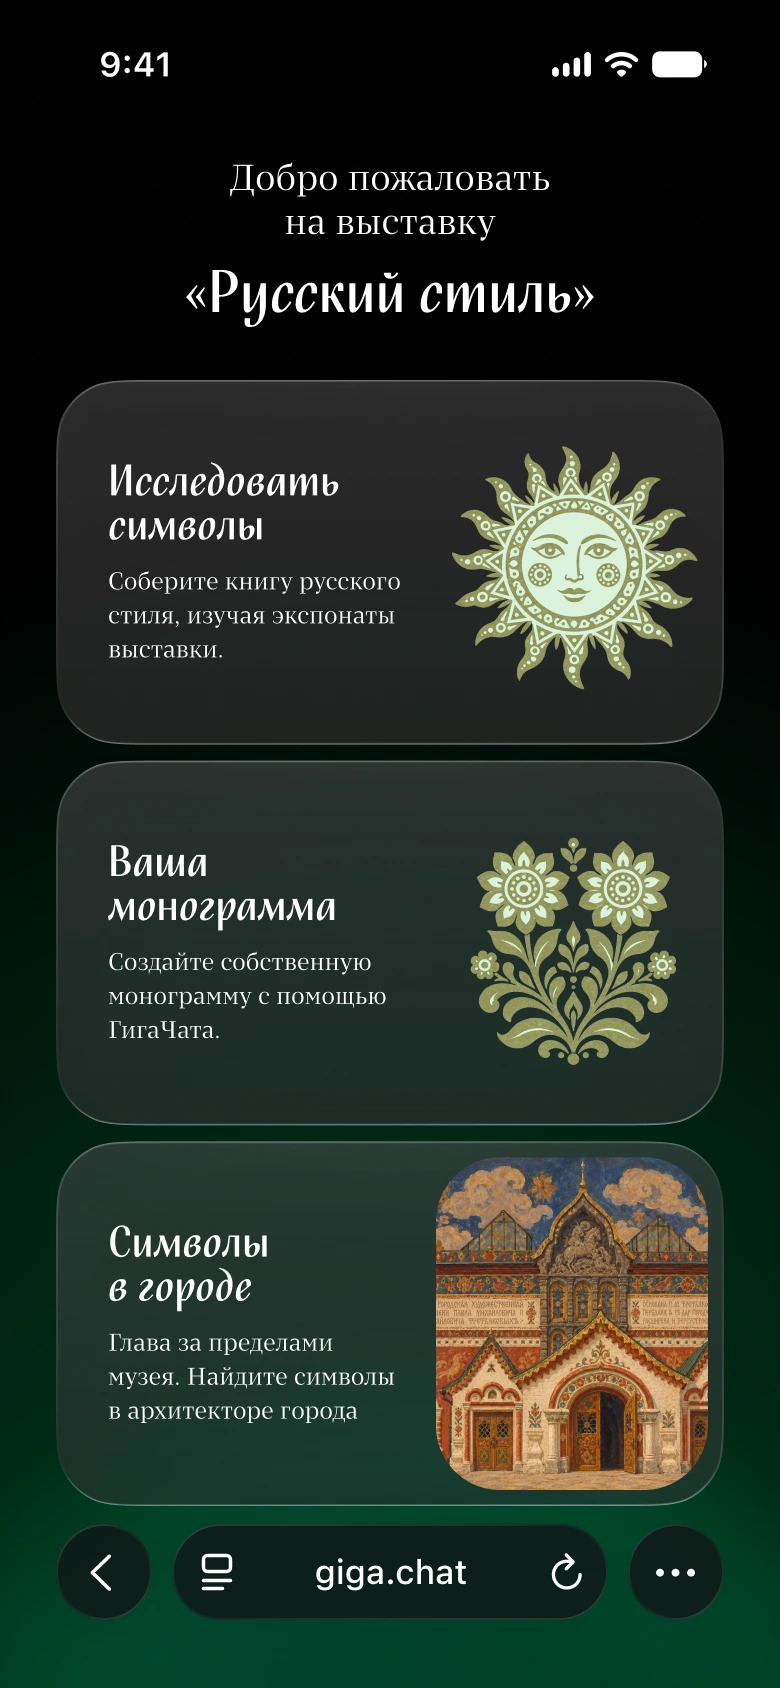 9:41
Добро пожаловать
на выставку
«Русский стиль»
Исследовать
символы
Соберите книгу русского
стиля, изучая экспонаты
выставки.
Ваша
монограмма
Создайте собственную
монограмму с помощью
ГигаЧата.
Символы
в городе
Глава за пределами
музея. Найдите символы
в архитекторе города
giga.chat